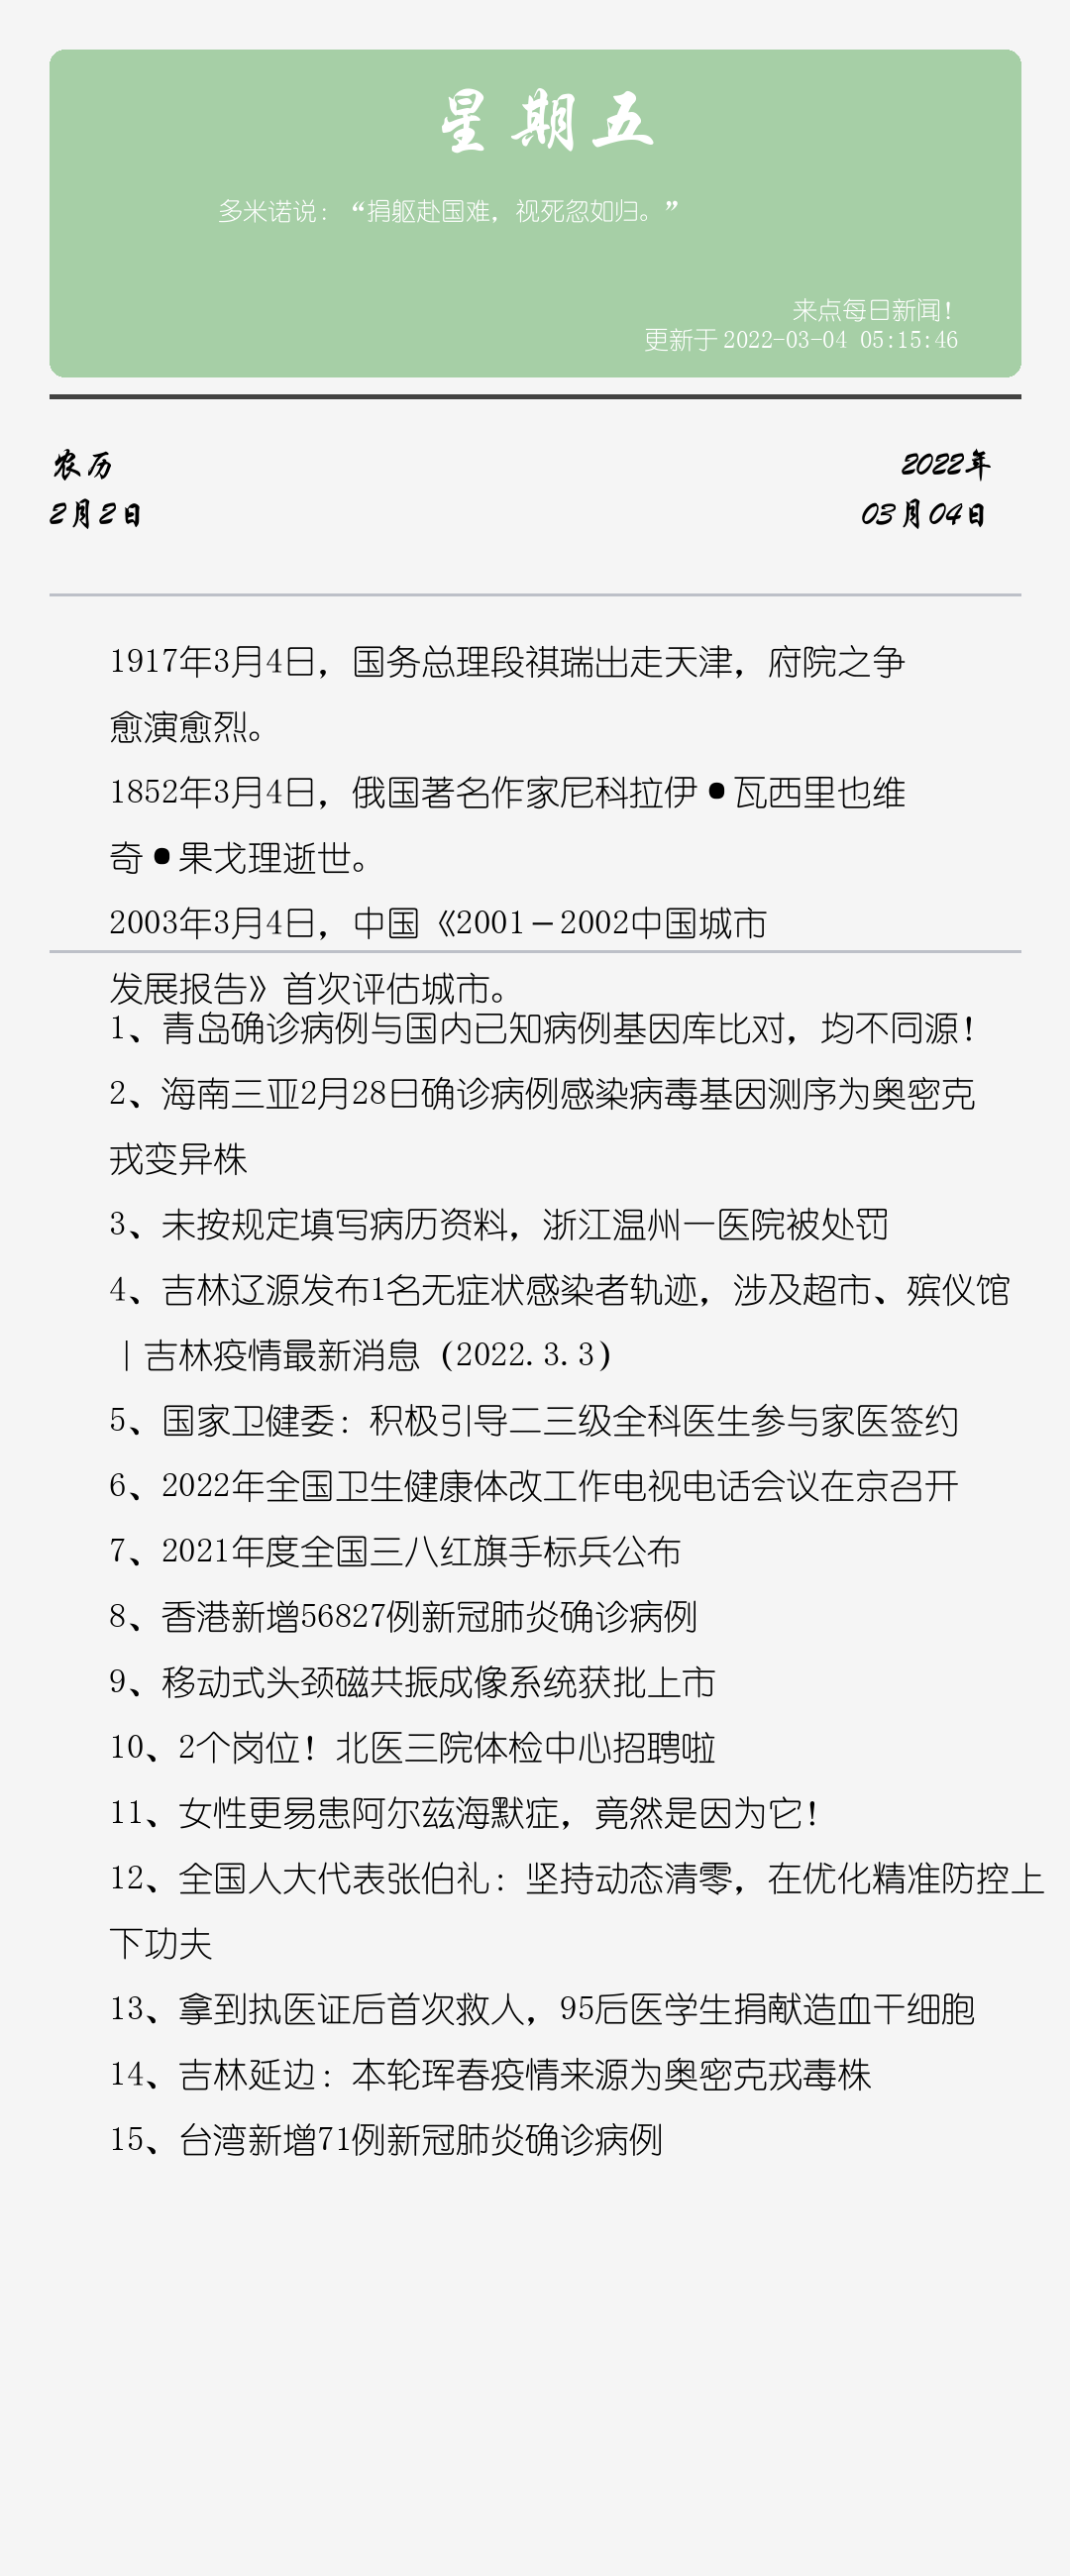 星期五
多米诺说：“捐躯赴国难，视死忽如归。”
来点每日新闻！
更新于 2022-03-04 05:15:46
农历
2022年
2月2日
03月04日
1917年3月4日，国务总理段祺瑞出走天津，府院之争
愈演愈烈。
1852年3月4日，俄国著名作家尼科拉伊•瓦西里也维
奇•果戈理逝世。
2003年3月4日，中国《2001－2002中国城市
发展报告》首次评估城市。
1、青岛确诊病例与国内已知病例基因库比对，均不同源！
2、海南三亚2月28日确诊病例感染病毒基因测序为奥密克
戎变异株
3、未按规定填写病历资料，浙江温州一医院被处罚
4、吉林辽源发布1名无症状感染者轨迹，涉及超市、殡仪馆
｜吉林疫情最新消息（2022.3.3）
5、国家卫健委：积极引导二三级全科医生参与家医签约
6、2022年全国卫生健康体改工作电视电话会议在京召开
7、2021年度全国三八红旗手标兵公布
8、香港新增56827例新冠肺炎确诊病例
9、移动式头颈磁共振成像系统获批上市
10、2个岗位！北医三院体检中心招聘啦
11、女性更易患阿尔兹海默症，竟然是因为它！
12、全国人大代表张伯礼：坚持动态清零，在优化精准防控上
下功夫
13、拿到执医证后首次救人，95后医学生捐献造血干细胞
14、吉林延边：本轮珲春疫情来源为奥密克戎毒株
15、台湾新增71例新冠肺炎确诊病例